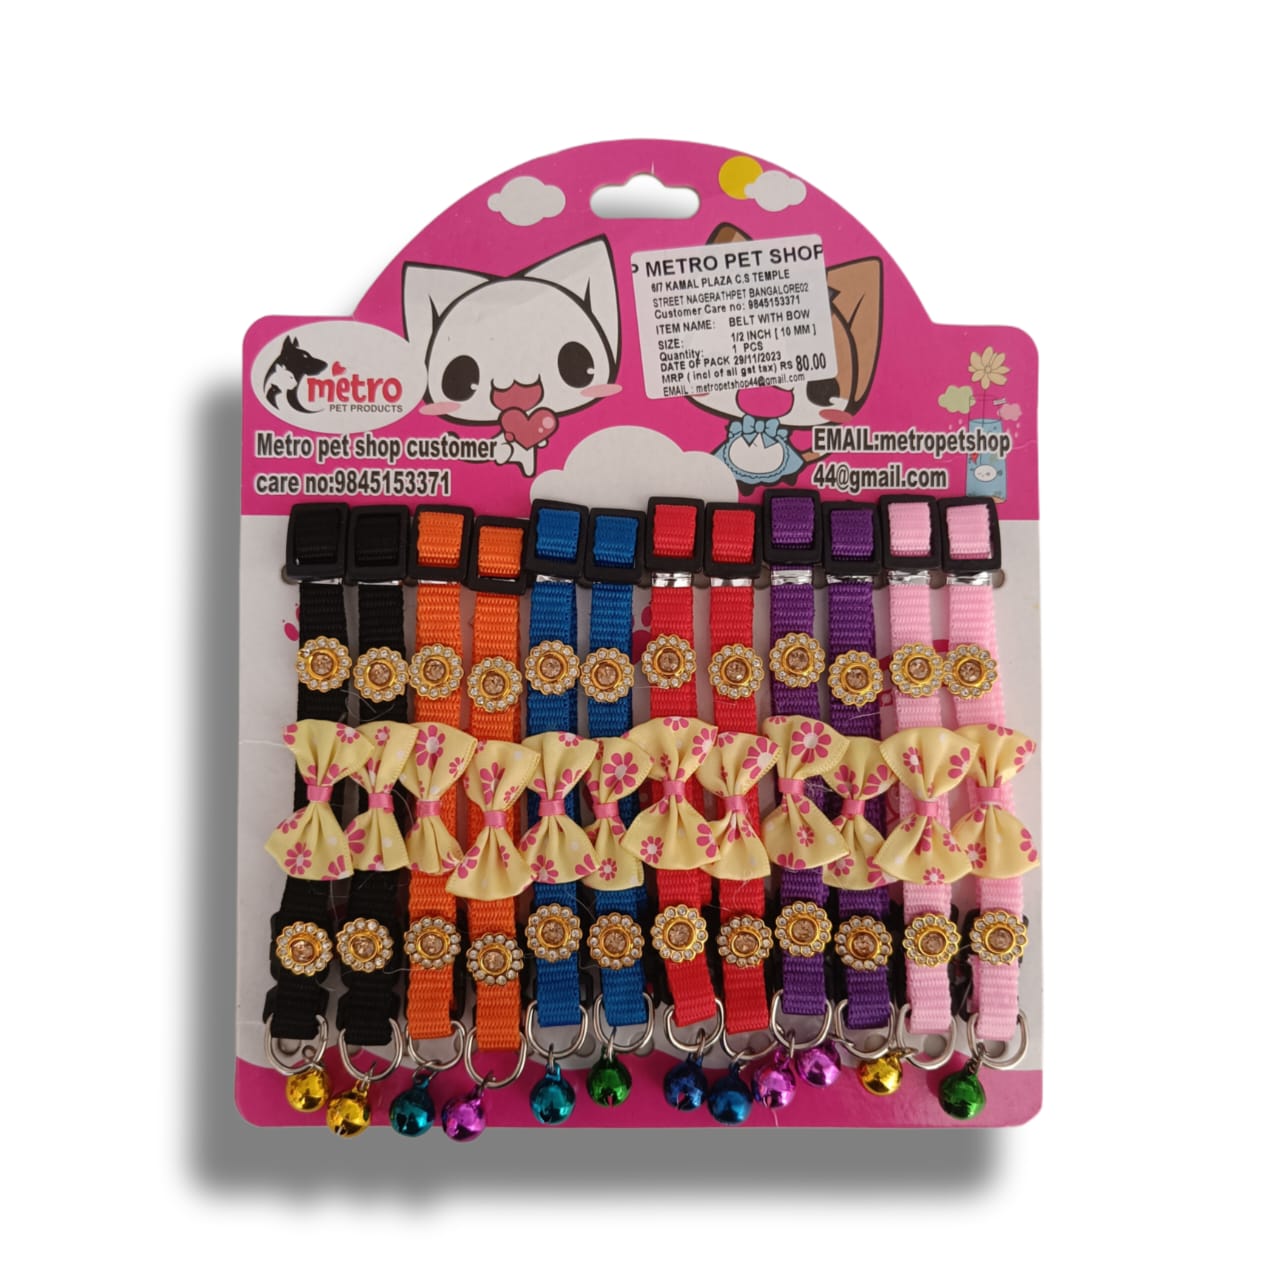 P METRO PET SHOP
6/7 KAMAL PLAZA C.S TEMPLE
STREET NAGERATHPET BANGALORE02
Customer Care no: 9845153371
ITEM NAME: BELT WITH BOW
SIZE: 1/2 INCH [ 10 MM ]
Quantity: 1 PCS
DATE OF PACK 29/11/2023
MRP ( incl of all gst tax) RS 80.00
EMAIL : metropetshop44@gmail.com
metro
PET PRODUCTS
Metro pet shop customer
care no:9845153371
EMAIL:metropetshop
44@gmail.com